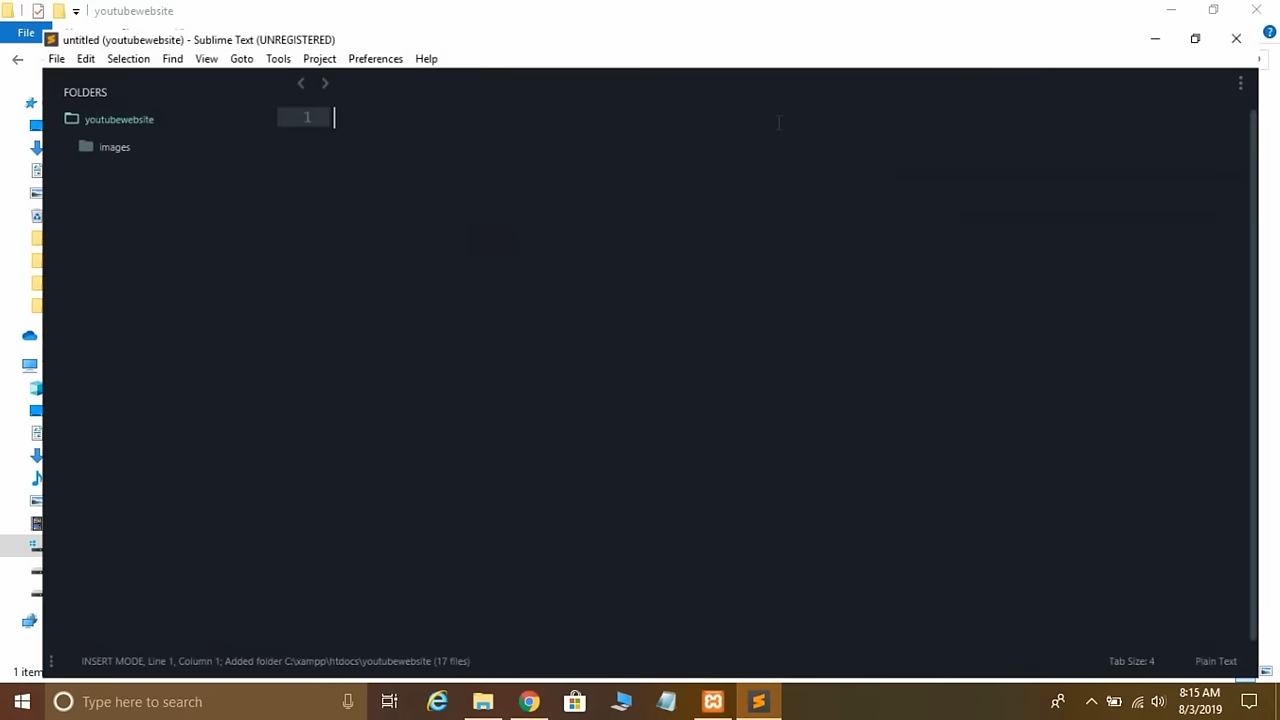 youtubewebsite
File
untitled (youtubewebsite) - Sublime Text (UNREGISTERED)
File Edit Selection Find View Goto Tools Project Preferences Help
FOLDERS
youtubewebsite
images
1
1 item
INSERT MODE, Line 1, Column 1; Added folder C:\xampp\htdocs\youtubewebsite (17 files)
Tab Size: 4
Plain Text
Type here to search
8:15 AM
8/3/2019